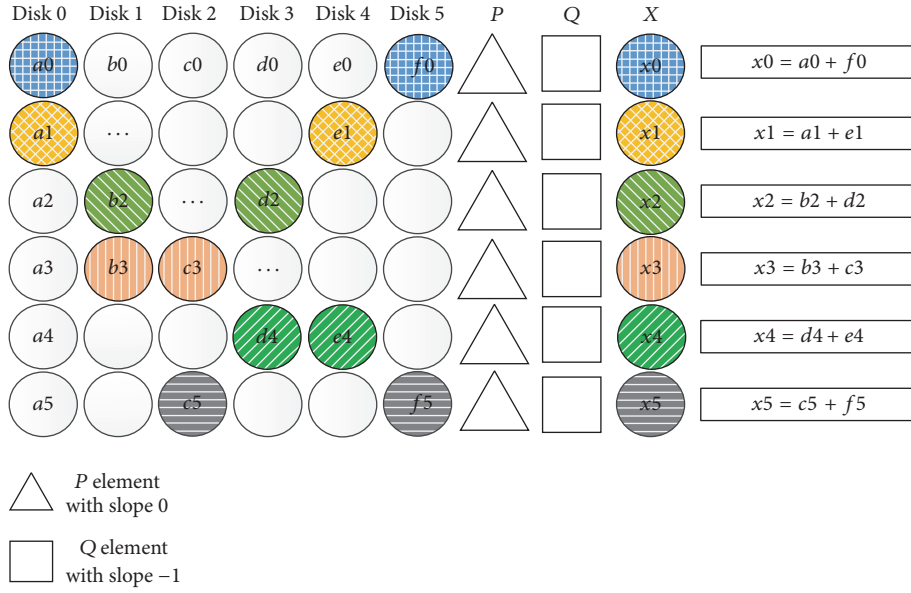 Disk 0 Disk 1 Disk 2 Disk 3 Disk 4 Disk 5 P Q X
a0 b0 c0 d0 e0 f0 x0 x0 = a0 + f0
a1 ... e1 x1 x1 = a1 + e1
a2 b2 ... d2 x2 x2 = b2 + d2
a3 b3 c3 ... x3 x3 = b3 + c3
a4 d4 e4 x4 x4 = d4 + e4
a5 c5 f5 x5 x5 = c5 + f5
P element
with slope 0
Q element
with slope −1